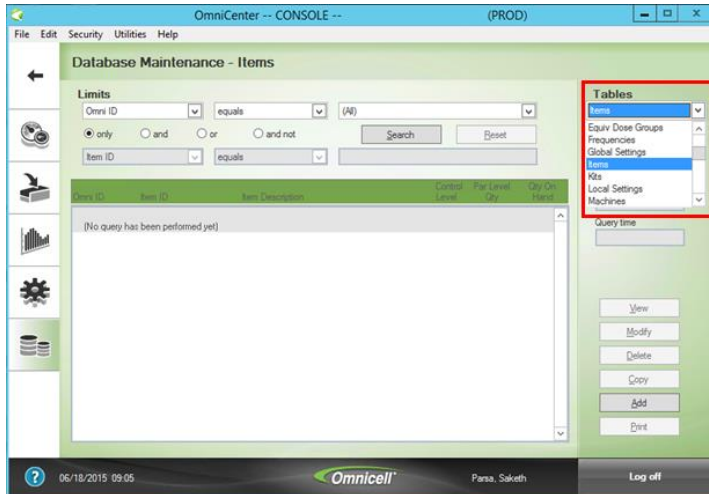 OmniCenter -- CONSOLE -- (PROD)
File Edit Security Utilities Help
Database Maintenance - Items
Limits
Omni ID equals (All)
only and or and not Search Reset
Item ID equals
Omni ID Item ID Item Description Control Level Par Level Qty Qty On Hand
(No query has been performed yet)
Tables
Items
Equiv Dose Groups
Frequencies
Global Settings
Items
Kits
Local Settings
Machines
Query time
View
Modify
Delete
Copy
Add
Print
06/18/2015 09:05 Omnicell Parsa, Saketh Log off